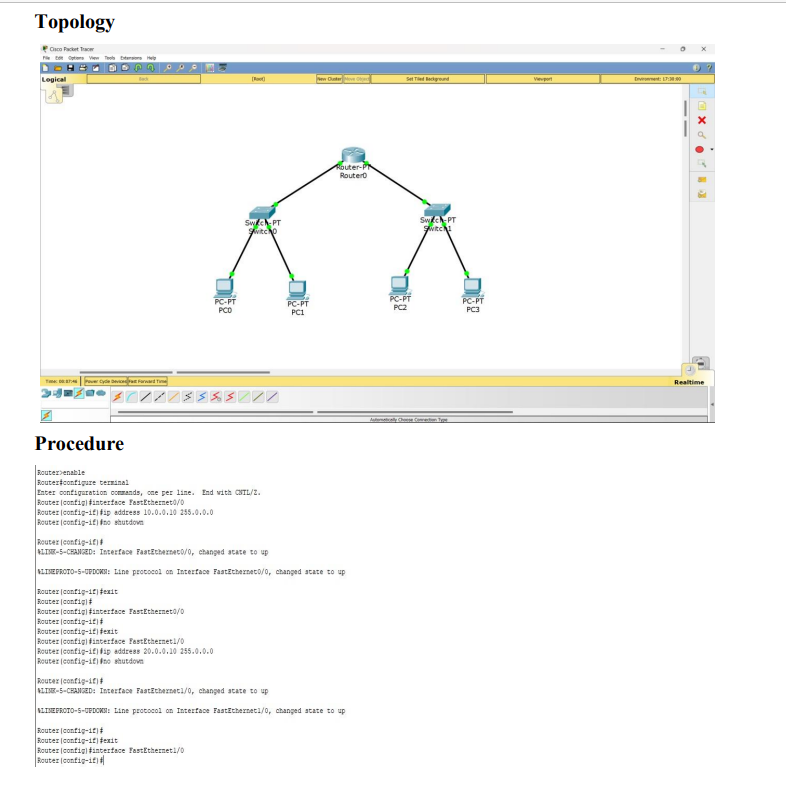 Topology
Cisco Packet Tracer
File Edit Options View Tools Extensions Help
Logical
Back
[Root]
New Cluster
Move Object
Set Tiled Background
Viewport
Environment: 17:30:00
Router-PT
Router0
Switch-PT
Switch0
Switch-PT
Switch1
PC-PT
PC0
PC-PT
PC1
PC-PT
PC2
PC-PT
PC3
Power Cycle Devices
Fast Forward Time
Realtime
Automatically Choose Connection Type
Procedure
Router>enable
Router#configure terminal
Enter configuration commands, one per line. End with CNTL/Z.
Router(config)#interface FastEthernet0/0
Router(config-if)#ip address 10.0.0.10 255.0.0.0
Router(config-if)#no shutdown
Router(config-if)#
%LINK-5-CHANGED: Interface FastEthernet0/0, changed state to up
%LINEPROTO-5-UPDOWN: Line protocol on Interface FastEthernet0/0, changed state to up
Router(config-if)#exit
Router(config)#
Router(config)#interface FastEthernet0/0
Router(config-if)#
Router(config-if)#exit
Router(config)#interface FastEthernet1/0
Router(config-if)#ip address 20.0.0.10 255.0.0.0
Router(config-if)#no shutdown
Router(config-if)#
%LINK-5-CHANGED: Interface FastEthernet1/0, changed state to up
%LINEPROTO-5-UPDOWN: Line protocol on Interface FastEthernet1/0, changed state to up
Router(config-if)#
Router(config-if)#exit
Router(config)#interface FastEthernet1/0
Router(config-if)#